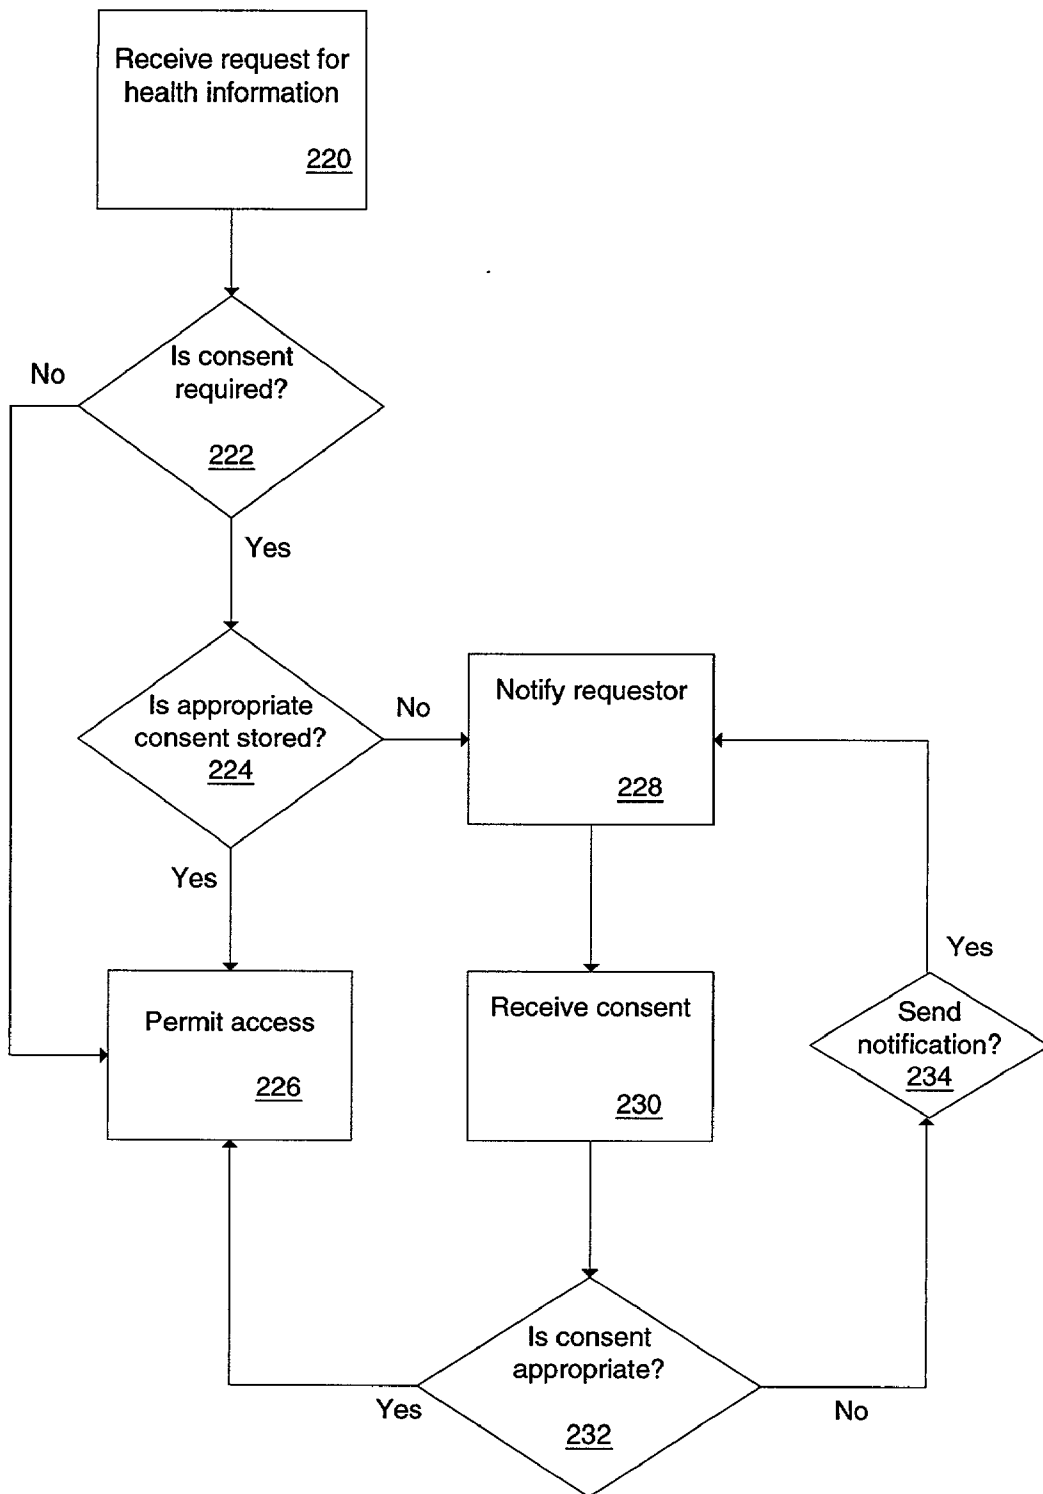 Receive request for
health information
220
Is consent
required?
222
No
Yes
Is appropriate
consent stored?
224
No
Yes
Notify requestor
228
Permit access
226
Receive consent
230
Yes
Send
notification?
234
Is consent
appropriate?
232
Yes
No